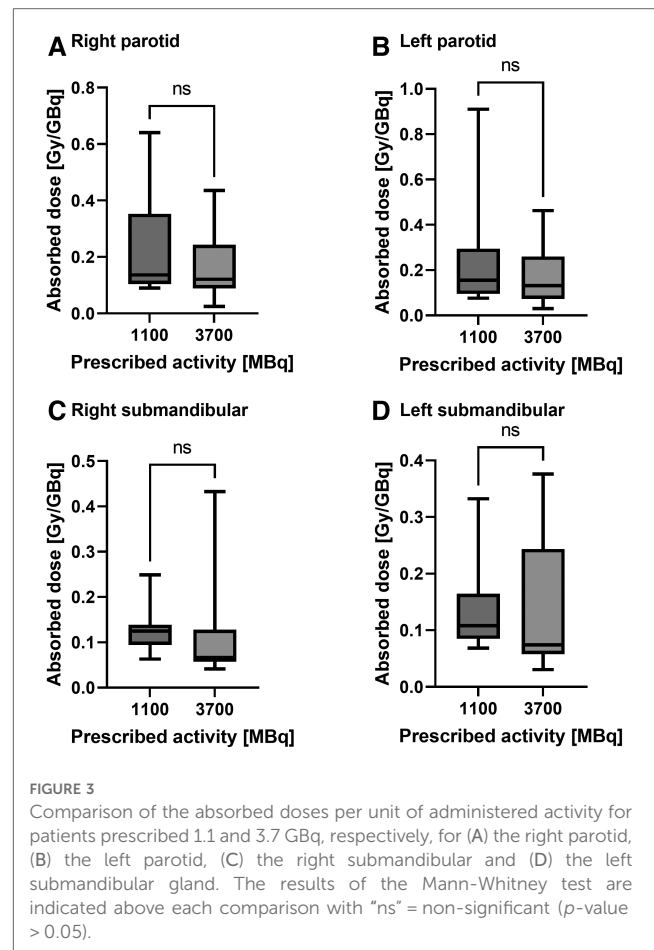 A Right parotid
Absorbed dose [Gy/GBq]
0.8
0.6
0.4
0.2
0.0
ns
1100 3700
Prescribed activity [MBq]
B Left parotid
Absorbed dose [Gy/GBq]
1.0
0.8
0.6
0.4
0.2
0.0
ns
1100 3700
Prescribed activity [MBq]
C Right submandibular
Absorbed dose [Gy/GBq]
0.5
0.4
0.3
0.2
0.1
0.0
ns
1100 3700
Prescribed activity [MBq]
D Left submandibular
Absorbed dose [Gy/GBq]
0.4
0.3
0.2
0.1
0.0
ns
1100 3700
Prescribed activity [MBq]
FIGURE 3
Comparison of the absorbed doses per unit of administered activity for
patients prescribed 1.1 and 3.7 GBq, respectively, for (A) the right parotid,
(B) the left parotid, (C) the right submandibular and (D) the left
submandibular gland. The results of the Mann-Whitney test are
indicated above each comparison with "ns" = non-significant (p-value
> 0.05).